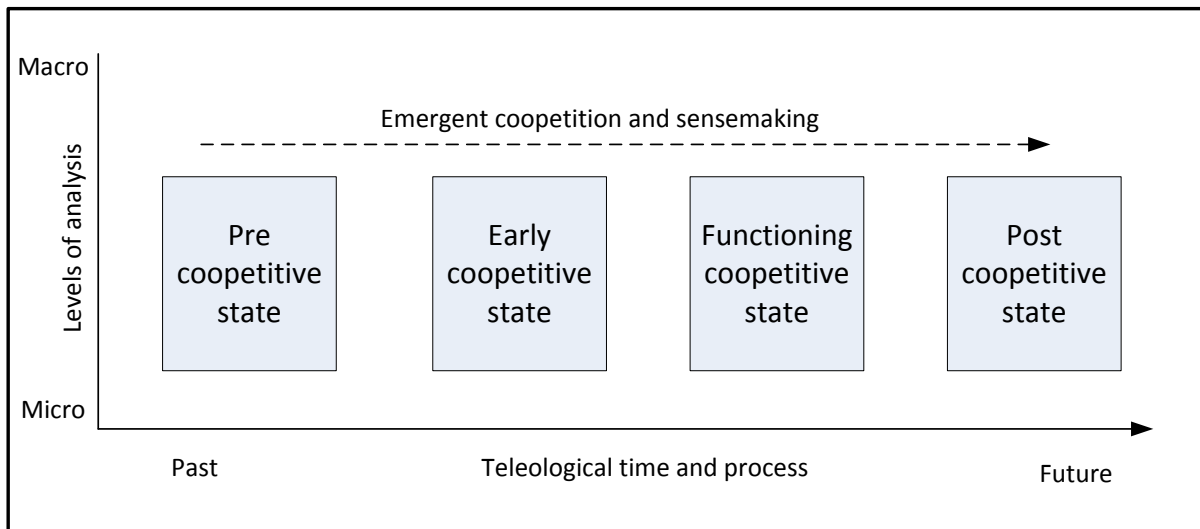 Macro
Emergent coopetition and sensemaking
Levels of analysis
Pre
coopetitive
state
Early
coopetitive
state
Functioning
coopetitive
state
Post
coopetitive
state
Micro
Past
Teleological time and process
Future